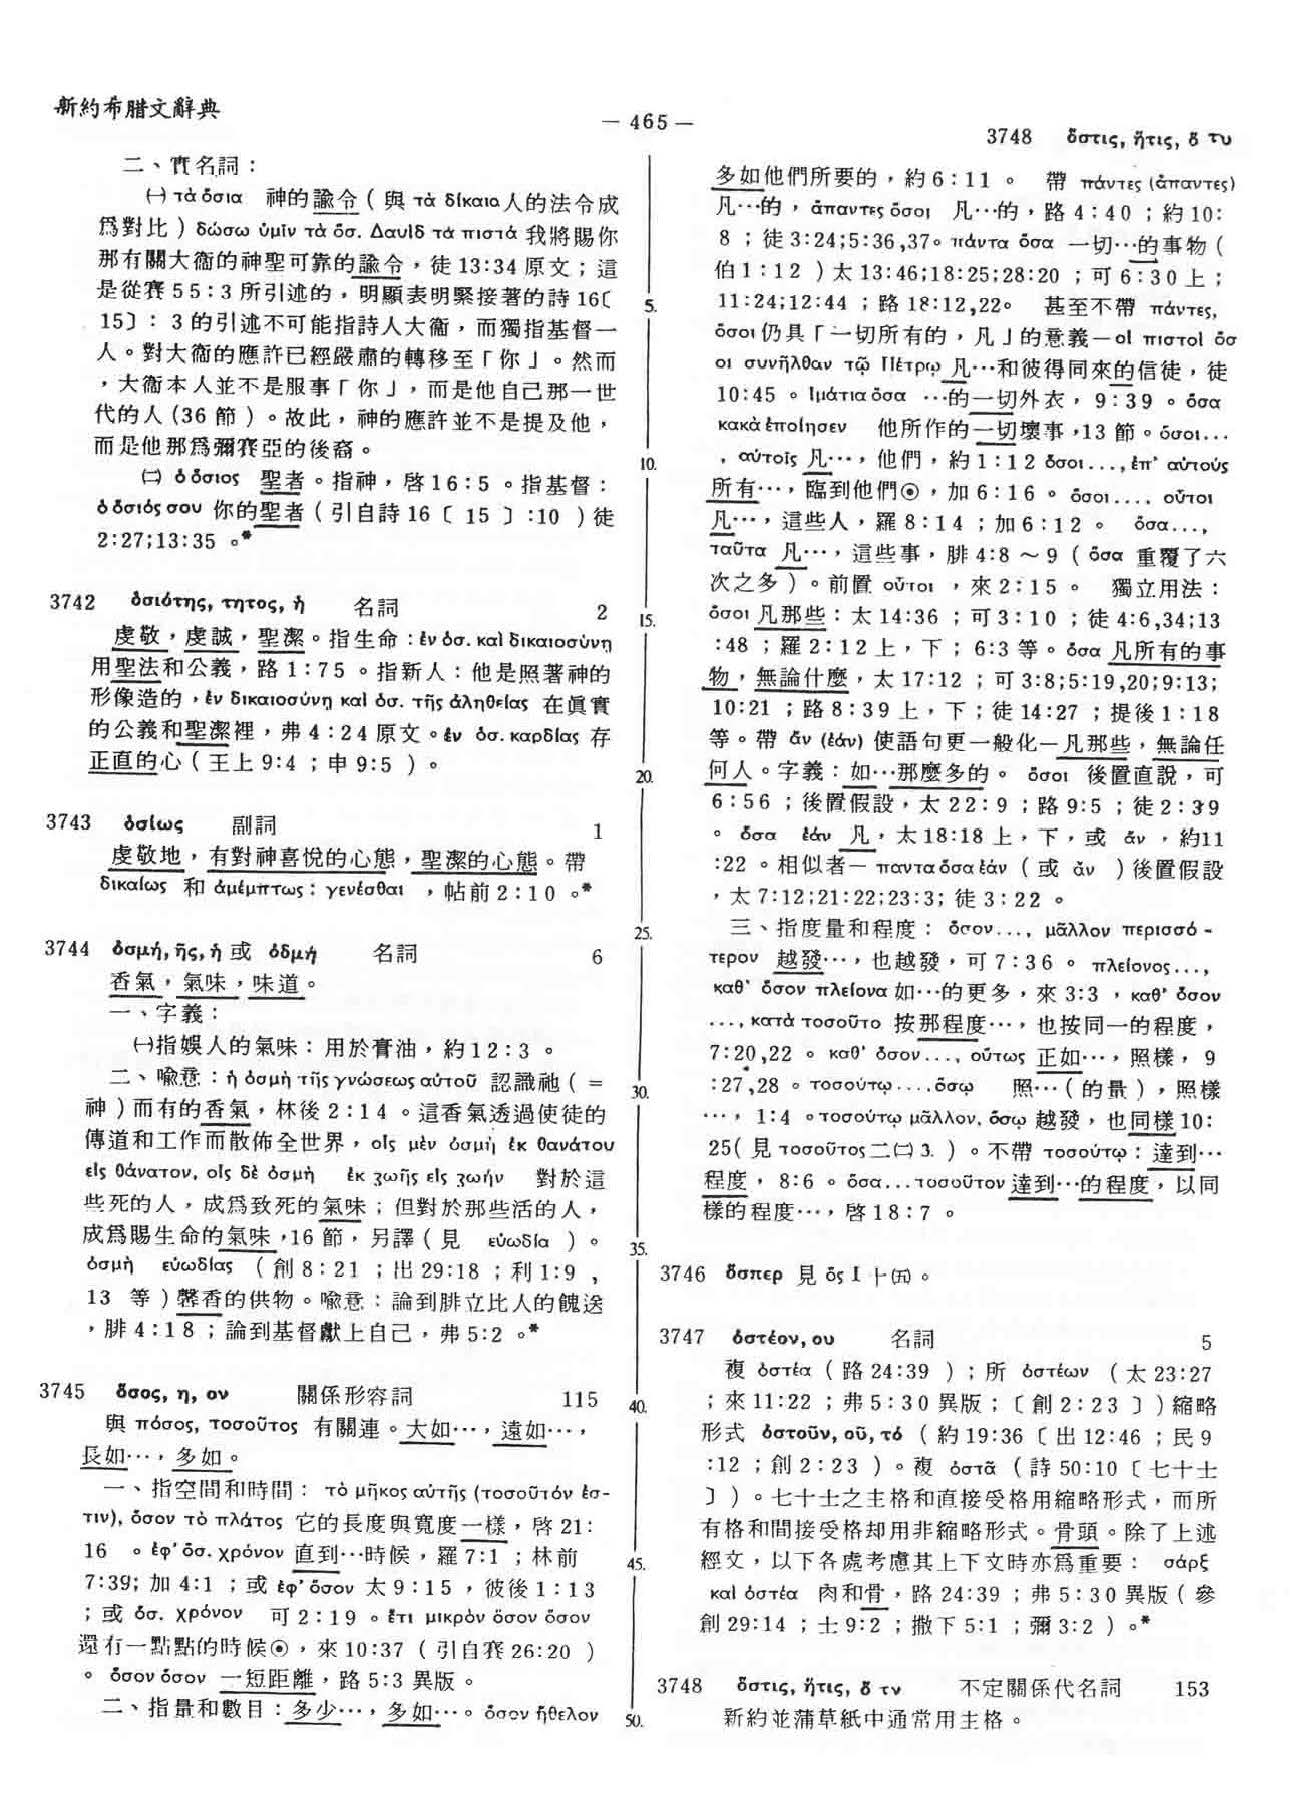 新約希腊文辭典
— 465 —
3748 ὅστις, ἥτις, ὅ τι
二、實名詞：
㈠ τὰ ὅσια 神的諭令（與 τὰ δίκαια 人的法令成
爲對比）δώσω ὑμῖν τὰ ὅσ. Δαυὶδ τὰ πιστά 我將賜你
那有關大衞的神聖可靠的諭令，徒 13:34 原文；這
是從賽 55:3 所引述的，明顯表明緊接著的詩 16〔
15〕: 3 的引述不可能指詩人大衞，而獨指基督一
人。對大衞的應許已經嚴肅的轉移至「你」。然而
，大衞本人並不是服事「你」，而是他自己那一世
代的人(36 節)。故此，神的應許並不是提及他，
而是他那爲彌賽亞的後裔。
㈡ ὁ ὅσιος 聖者。指神，啓 16:5 。指基督：
ὁ ὅσιός σου 你的聖者（引自詩 16〔 15 〕:10 ）徒
2:27;13:35 。*
3742 ὁσιότης, τητος, ἡ 名詞 2
虔敬，虔誠，聖潔。指生命：ἐν ὁσ. καὶ δικαιοσύνῃ
用聖法和公義，路 1:75 。指新人：他是照著神的
形像造的，ἐν δικαιοσύνῃ καὶ ὁσ. τῆς ἀληθείας 在眞實
的公義和聖潔裡，弗 4:24 原文。ἐν ὁσ. καρδίας 存
正直的心（王上 9:4 ；申 9:5 ）。
3743 ὁσίως 副詞 1
虔敬地，有對神喜悅的心態，聖潔的心態。帶
δικαίως 和 ἀμέμπτως: γενέσθαι ，帖前 2:10 。*
3744 ὀσμή, ῆς, ἡ 或 ὀδμή 名詞 6
香氣，氣味，味道。
一、字義：
㈠指娛人的氣味：用於膏油，約 12:3 。
二、喩意：ἡ ὀσμὴ τῆς γνώσεως αὐτοῦ 認識祂（ =
神）而有的香氣，林後 2:14 。這香氣透過使徒的
傳道和工作而散佈全世界，οἷς μὲν ὀσμὴ ἐκ θανάτου
εἰς θάνατον, οἷς δὲ ὀσμὴ ἐκ ζωῆς εἰς ζωήν 對於這
些死的人，成爲致死的氣味；但對於那些活的人，
成爲賜生命的氣味，16 節，另譯（見 εὐωδία ）。
ὀσμὴ εὐωδίας （創 8:21 ；出 29:18 ；利 1:9 ,
13 等）馨香的供物。喩意：論到腓立比人的餽送
，腓 4:18 ；論到基督獻上自己，弗 5:2 。*
3745 ὅσος, η, ον 關係形容詞 115
與 πόσος, τοσοῦτος 有關連。大如…，遠如…，
長如…，多如。
一、指空間和時間：τὸ μῆκος αὐτῆς (τοσοῦτόν ἐσ-
τιν), ὅσον τὸ πλάτος 它的長度與寬度一樣，啓 21:
16 。ἐφ' ὅσ. χρόνον 直到…時候，羅 7:1 ；林前
7:39; 加 4:1 ；或 ἐφ' ὅσον 太 9:15 ，彼後 1:13
；或 ὅσ. χρόνον 可 2:19 。ἔτι μικρὸν ὅσον ὅσον
還有一點點的時候⦿，來 10:37（引自賽 26:20 ）
。 ὅσον ὅσον 一短距離，路 5:3 異版。
二、指量和數目：多少…，多如…。ὅσον ἤθελον
5.
10.
15.
20.
25.
30.
35.
40.
45.
50.
多如他們所要的，約 6:11 。 帶 πάντες (ἅπαντες)
凡…的，ἅπαντες ὅσοι 凡…的，路 4:40 ；約 10:
8 ；徒 3:24;5:36,37。πάντα ὅσα 一切…的事物（
伯 1:12 ）太 13:46;18:25;28:20 ；可 6:30 上；
11:24;12:44 ；路 18:12,22。 甚至不帶 πάντες,
ὅσοι 仍具「一切所有的，凡」的意義— οἱ πιστοὶ ὅσ
οι συνῆλθαν τῷ Πέτρῳ 凡…和彼得同來的信徒，徒
10:45 。ἱμάτια ὅσα …的一切外衣，9:39 。ὅσα
κακὰ ἐποίησεν 他所作的一切壞事，13 節。ὅσοι...
, αὐτοῖς 凡…，他們，約 1:12 ὅσοι..., ἐπ' αὐτούς
所有…，臨到他們⦿，加 6:16 。ὅσοι ..., οὗτοι
凡…，這些人，羅 8:14 ；加 6:12 。 ὅσα...,
ταῦτα 凡…，這些事，腓 4:8 ～ 9 （ ὅσα 重覆了六
次之多）。前置 οὗτοι ，來 2:15 。 獨立用法：
ὅσοι 凡那些：太 14:36 ；可 3:10 ；徒 4:6,34;13
:48 ；羅 2:12 上，下；6:3 等。ὅσα 凡所有的事
物，無論什麼，太 17:12 ；可 3:8;5:19,20;9:13;
10:21 ；路 8:39 上，下；徒 14:27 ；提後 1:18
等。帶 ἄν (ἐάν) 使語句更一般化—凡那些，無論任
何人。字義：如…那麼多的。 ὅσοι 後置直說，可
6:56 ；後置假設，太 22:9 ；路 9:5 ；徒 2:39
。 ὅσα ἐάν 凡，太 18:18 上，下，或 ἄν ，約11
:22 。相似者— παντα ὅσα ἐάν （或 ἀν ）後置假設
，太 7:12;21:22;23:3; 徒 3:22 。
三、指度量和程度：ὅσον..., μᾶλλον περισσό -
τερον 越發…，也越發，可 7:36 。πλείονος...,
καθ' ὅσον πλείονα 如…的更多，來 3:3 ，καθ' ὅσον
..., κατὰ τοσοῦτο 按那程度…，也按同一的程度，
7:20,22 。καθ' ὅσον..., οὕτως 正如…，照樣，9
:27,28 。τοσούτῳ....ὅσῳ 照…（的量），照樣
…，1:4 。τοσούτῳ μᾶλλον, ὅσῳ 越發，也同樣 10:
25( 見 τοσοῦτος 二㈡ 3. )。不帶 τοσούτῳ：達到…
程度，8:6 。ὅσα...τοσοῦτον 達到…的程度，以同
樣的程度…，啓 18:7 。
3746 ὅσπερ 見 ὅς I 十㈤。
3747 ὀστέον, ου 名詞 5
複 ὀστέα （路 24:39 ）；所 ὀστέων （太 23:27
；來 11:22 ；弗 5:30 異版；〔創 2:23 〕）縮略
形式 ὀστοῦν, οῦ, τό （約 19:36〔出 12:46 ；民 9
:12 ；創 2:23 ）。複 ὀστᾶ （詩 50:10〔七十士
〕）。七十士之主格和直接受格用縮略形式，而所
有格和間接受格却用非縮略形式。骨頭。除了上述
經文，以下各處考慮其上下文時亦爲重要：σάρξ
καὶ ὀστέα 肉和骨，路 24:39 ；弗 5:30 異版（參
創 29:14 ；士 9:2 ；撒下 5:1 ；彌 3:2 ）。*
3748 ὅστις, ἥτις, ὅ τι 不定關係代名詞 153
新約並蒲草紙中通常用主格。